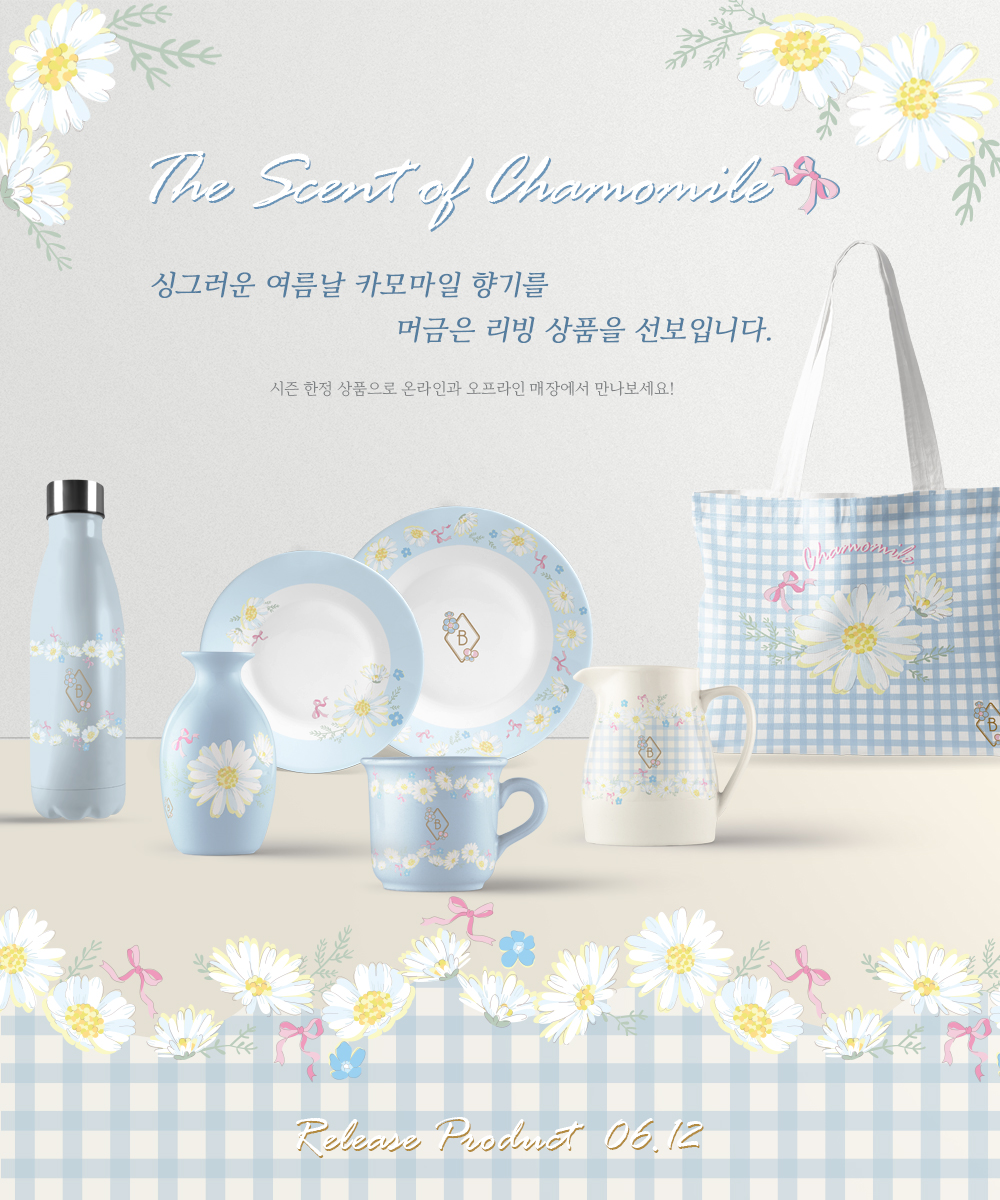 The Scent of Chamomile
싱그러운 여름날 카모마일 향기를
머금은 리빙 상품을 선보입니다.
시즌 한정 상품으로 온라인과 오프라인 매장에서 만나보세요!
Chamomile
B
B
B
B
B
B
Release Product 06.12